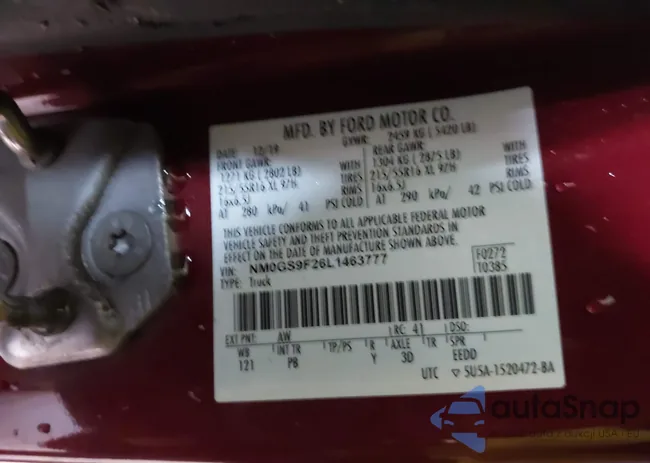 MFD. BY FORD MOTOR CO.
DATE: 12/19 GVWR: 2459 KG ( 5420 LB)
FRONT GAWR: REAR GAWR:
1271 KG ( 2802 LB) WITH 1304 KG ( 2875 LB) WITH
215/55R16 XL 97H TIRES 215/55R16 XL 97H TIRES
16x6.5J RIMS 16x6.5J RIMS
AT 280 kPa/ 41 PSI COLD AT 290 kPa/ 42 PSI COLD
THIS VEHICLE CONFORMS TO ALL APPLICABLE FEDERAL MOTOR
VEHICLE SAFETY AND THEFT PREVENTION STANDARDS IN
EFFECT ON THE DATE OF MANUFACTURE SHOWN ABOVE.
VIN: NM0GS9F26L1463777 F0272
TYPE: Truck T0385
EXT PNT: AW RC: 41 DSO:
WB INT TR TP/PS R AXLE TR SPR
121 PB Y 3D EEDD
UTC ▽ 5U5A-1520472-BA
autoSnap